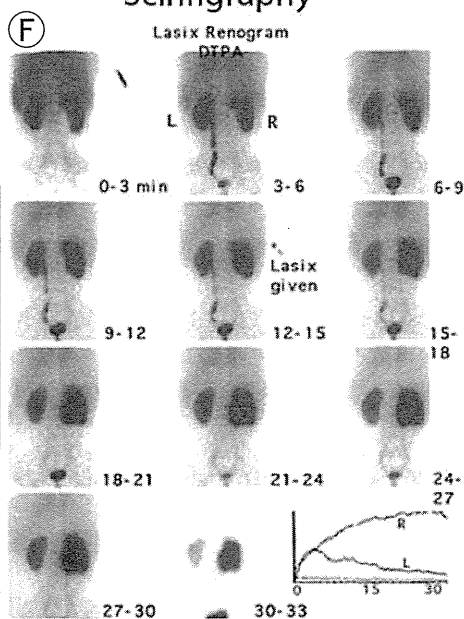 Scintigraphy
F
Lasix Renogram
DTPA
L R
0-3 min 3-6 6-9
Lasix
given
9-12 12-15 15-
18
18-21 21-24 24-
27
R
L
0 15 30
27-30 30-33